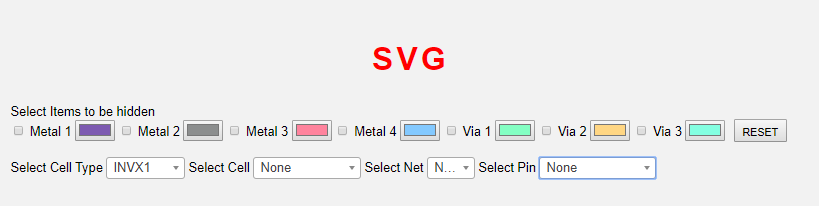 SVG
Select Items to be hidden
Metal 1 Metal 2 Metal 3 Metal 4 Via 1 Via 2 Via 3 RESET
Select Cell Type INVX1 Select Cell None Select Net N... Select Pin None